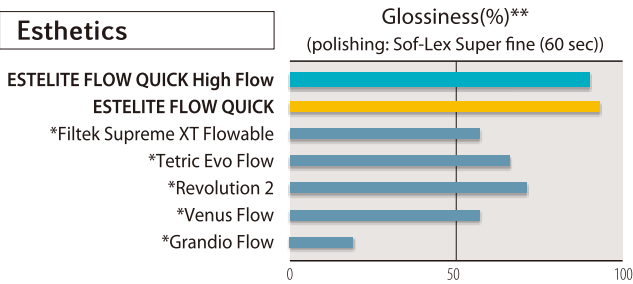 Esthetics
Glossiness(%)**
(polishing: Sof-Lex Super fine (60 sec))
ESTELITE FLOW QUICK High Flow
ESTELITE FLOW QUICK
*Filtek Supreme XT Flowable
*Tetric Evo Flow
*Revolution 2
*Venus Flow
*Grandio Flow
0 50 100